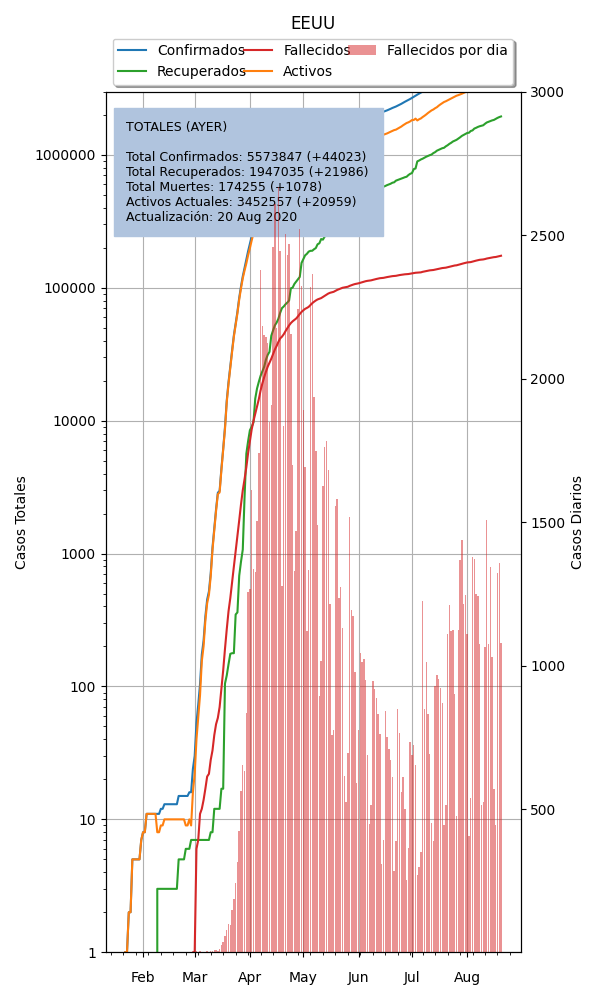 EEUU
Confirmados Fallecidos Fallecidos por dia
Recuperados Activos
TOTALES (AYER)
Total Confirmados: 5573847 (+44023)
Total Recuperados: 1947035 (+21986)
Total Muertes: 174255 (+1078)
Activos Actuales: 3452557 (+20959)
Actualización: 20 Aug 2020
Casos Totales
1000000
100000
10000
1000
100
10
1
3000
2500
2000
1500
1000
500
Casos Diarios
Feb Mar Apr May Jun Jul Aug